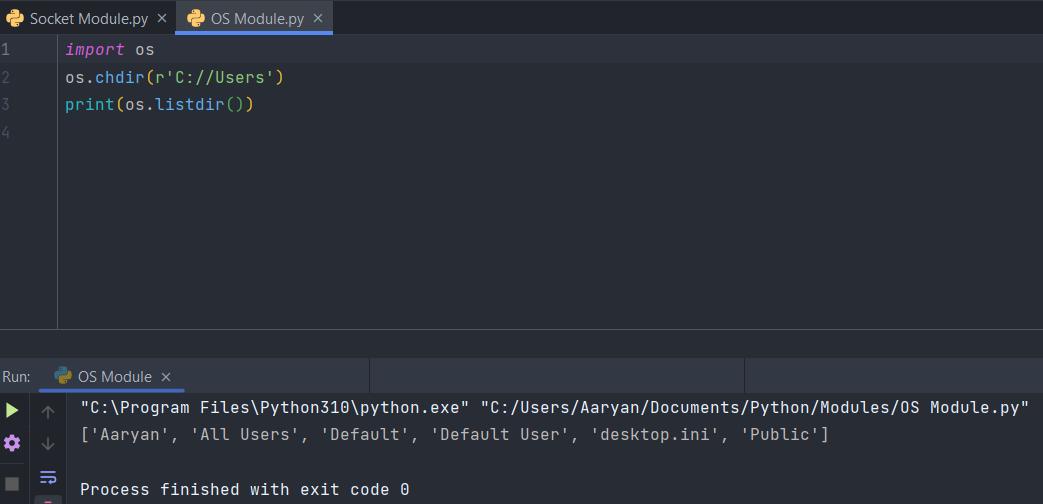 Socket Module.py × OS Module.py ×
1 import os
2 os.chdir(r'C://Users')
3 print(os.listdir())
4
Run: OS Module ×
"C:\Program Files\Python310\python.exe" "C:/Users/Aaryan/Documents/Python/Modules/OS Module.py"
['Aaryan', 'All Users', 'Default', 'Default User', 'desktop.ini', 'Public']
Process finished with exit code 0